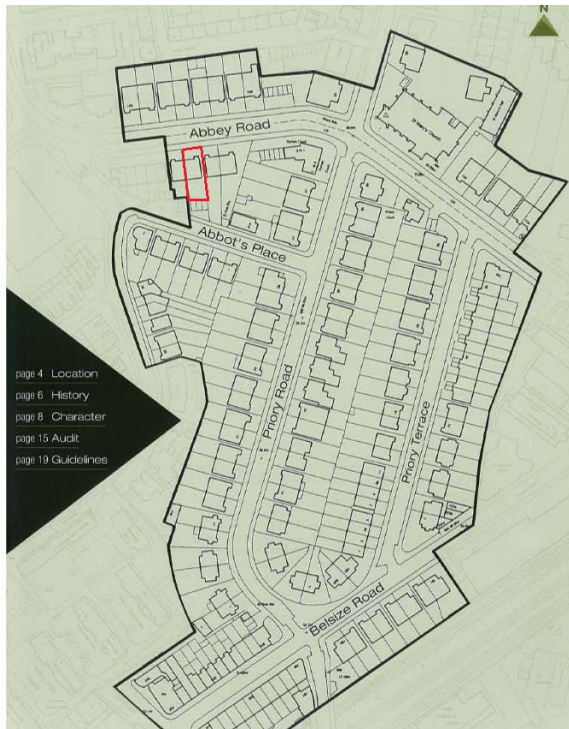 N
Abbey Road
St Mary's Church
Abbot's Place
page 4 Location
page 6 History
page 8 Character
page 15 Audit
page 19 Guidelines
Priory Road
Priory Terrace
Belsize Road